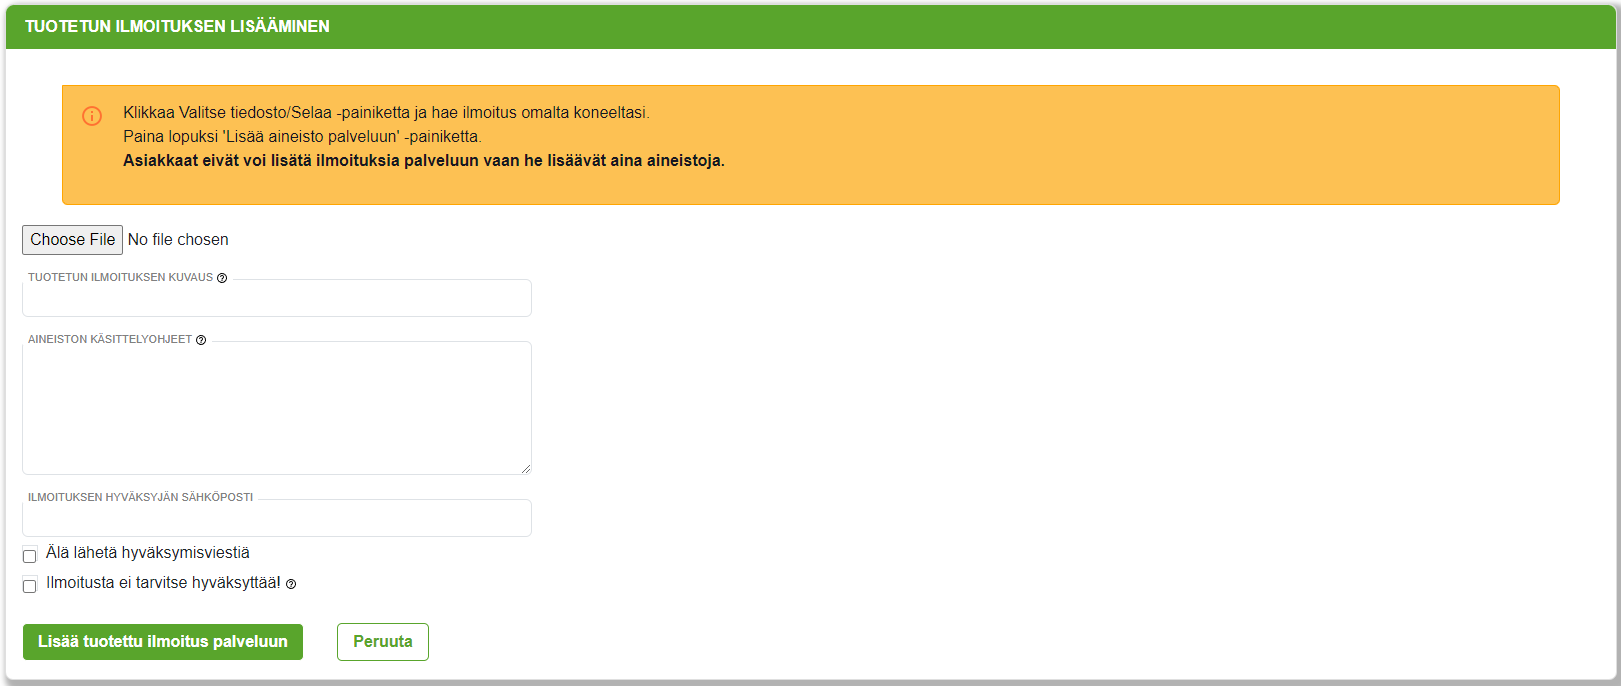 TUOTETUN ILMOITUKSEN LISÄÄMINEN
Klikkaa Valitse tiedosto/Selaa -painiketta ja hae ilmoitus omalta koneeltasi.
Paina lopuksi 'Lisää aineisto palveluun' -painiketta.
Asiakkaat eivät voi lisätä ilmoituksia palveluun vaan he lisäävät aina aineistoja.
Choose File No file chosen
TUOTETUN ILMOITUKSEN KUVAUS
AINEISTON KÄSITTELYOHJEET
ILMOITUKSEN HYVÄKSYJÄN SÄHKÖPOSTI
Älä lähetä hyväksymisviestiä
Ilmoitusta ei tarvitse hyväksyttää!
Lisää tuotettu ilmoitus palveluun
Peruuta